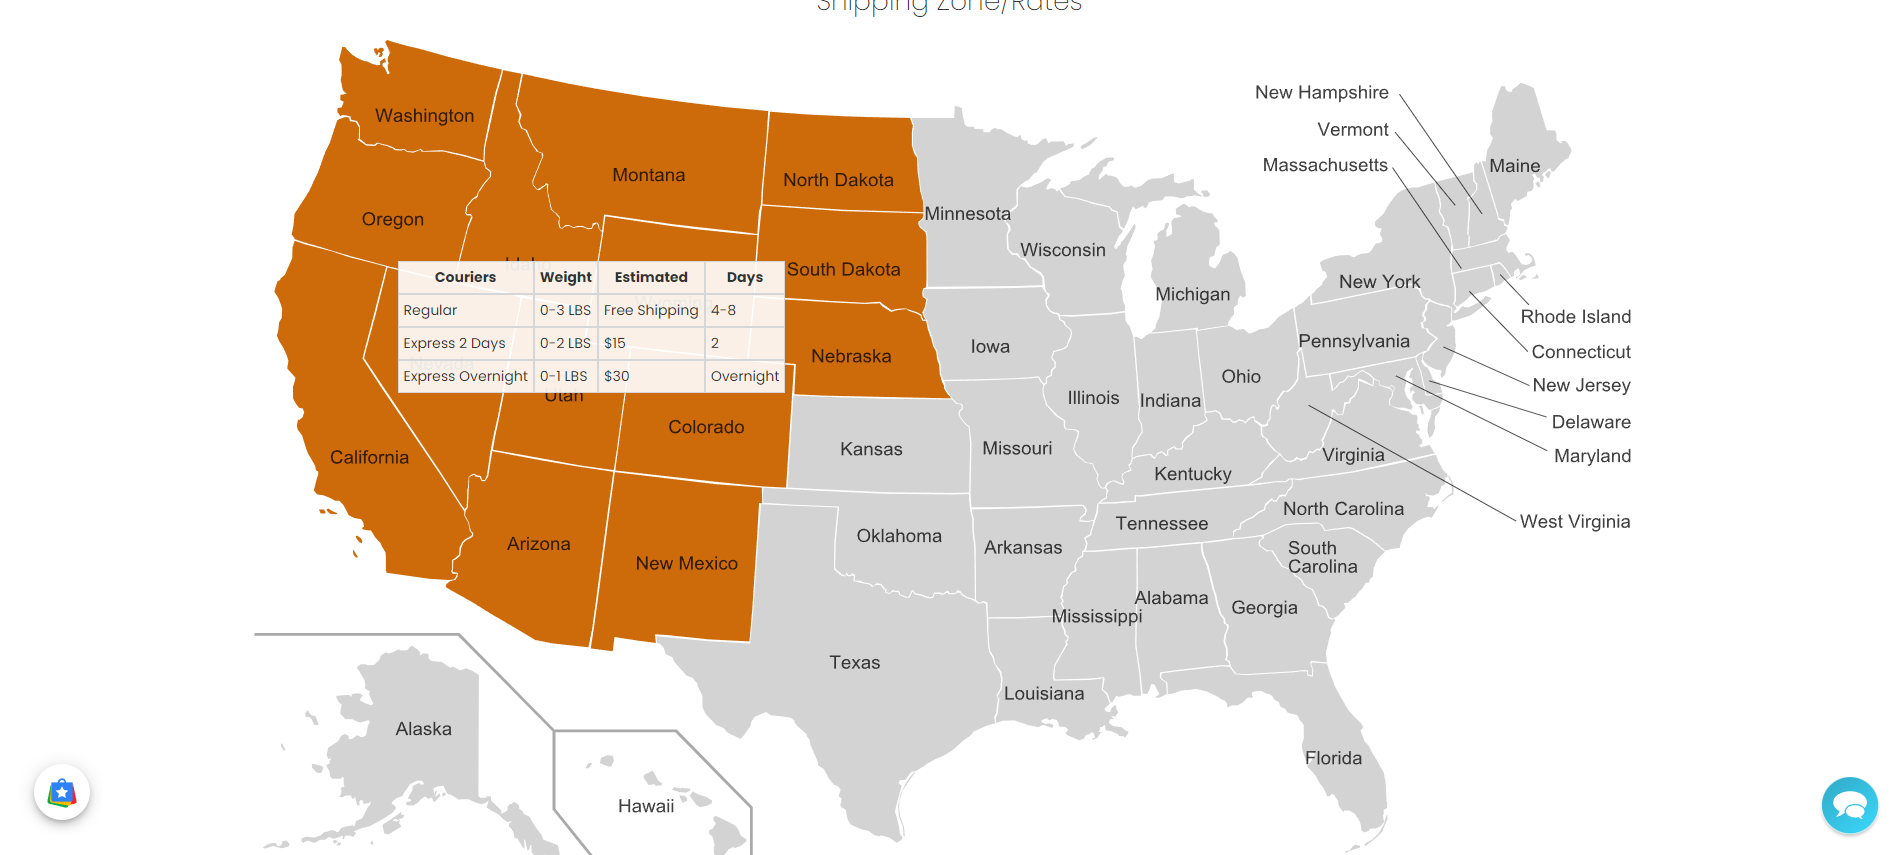 Shipping Zone/Rates
New Hampshire
Washington
Vermont
Massachusetts
Maine
Montana
North Dakota
Oregon
Minnesota
Wisconsin
Idaho
South Dakota
New York
Michigan
Couriers Weight Estimated Days
Wyoming
Regular 0-3 LBS Free Shipping 4-8
Rhode Island
Express 2 Days 0-2 LBS $15 2
Pennsylvania
Iowa
Connecticut
Nebraska
Nevada
Express Overnight 0-1 LBS $30 Overnight
Ohio
New Jersey
Utah
Illinois
Indiana
Delaware
Colorado
Kansas
Missouri
Virginia
Maryland
California
Kentucky
North Carolina
West Virginia
Tennessee
Oklahoma
Arizona
Arkansas
South
Carolina
New Mexico
Alabama
Georgia
Mississippi
Texas
Louisiana
Alaska
Florida
Hawaii